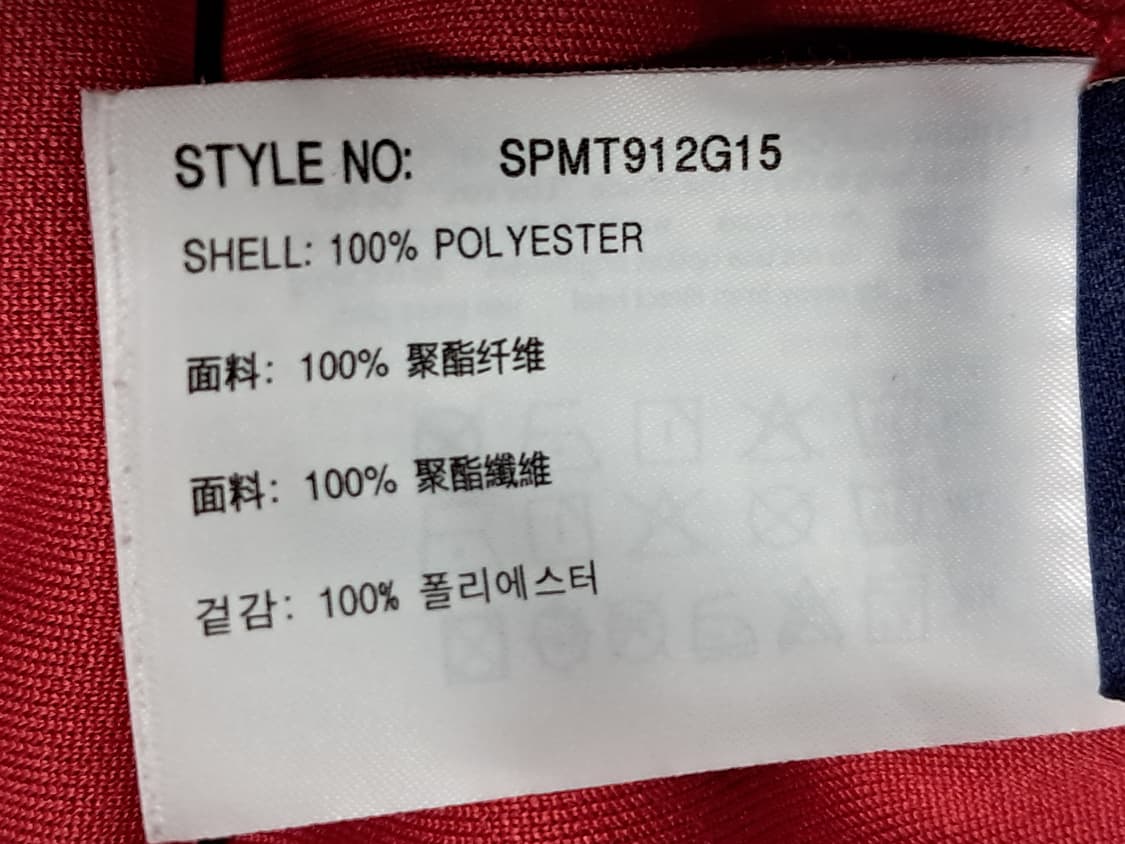 STYLE NO: SPMT912G15
SHELL: 100% POLYESTER
面料: 100% 聚酯纤维
面料: 100% 聚酯纖維
겉감: 100% 폴리에스터